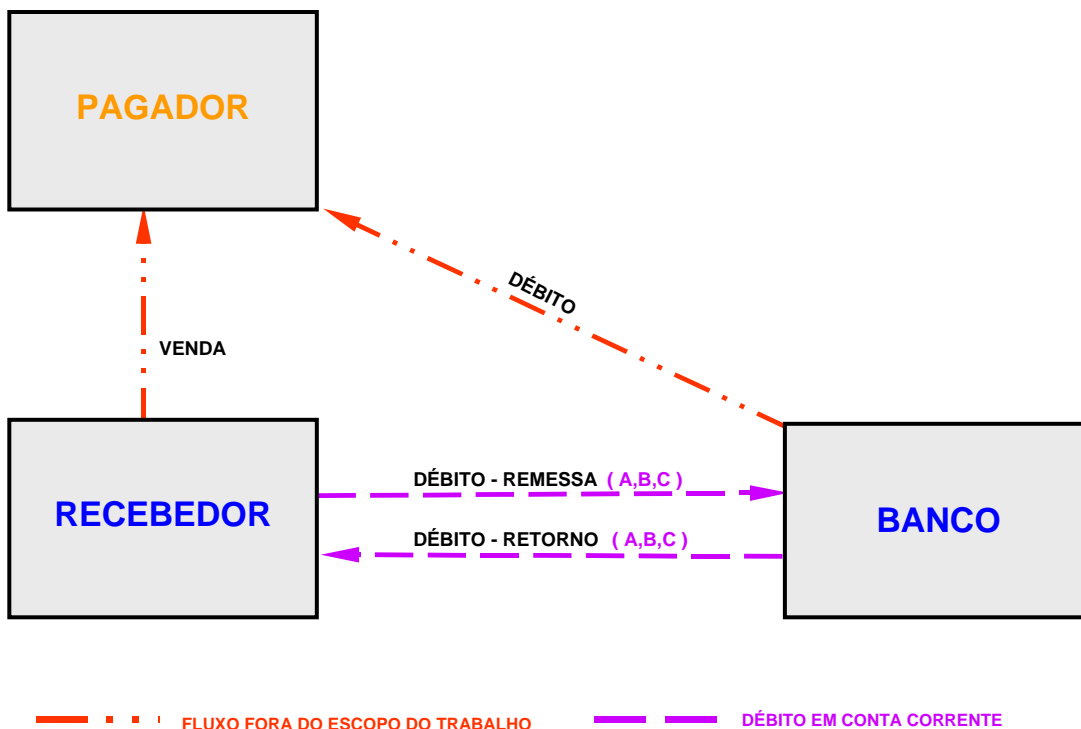 PAGADOR
DÉBITO
VENDA
DÉBITO - REMESSA ( A,B,C )
RECEBEDOR
BANCO
DÉBITO - RETORNO ( A,B,C )
FLUXO FORA DO ESCOPO DO TRABALHO
DÉBITO EM CONTA CORRENTE